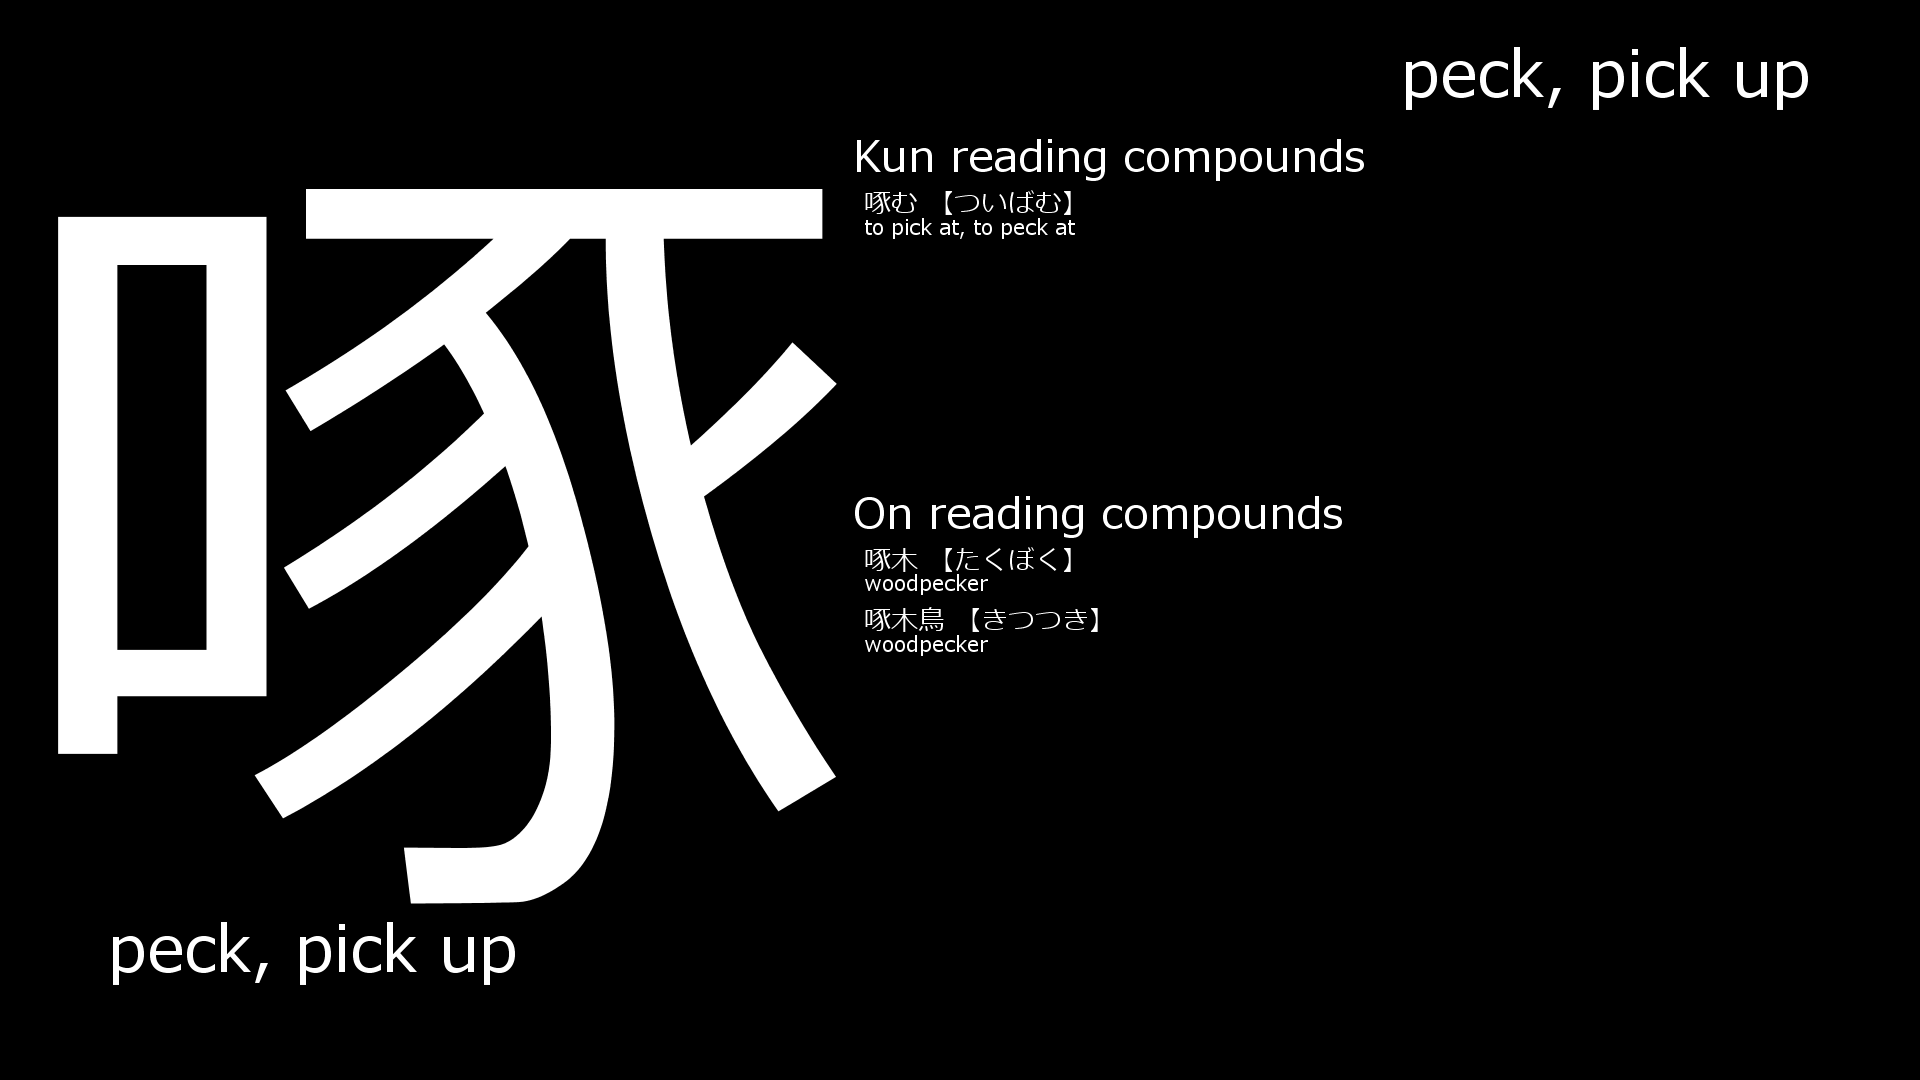 peck, pick up
啄
Kun reading compounds
啄む 【ついばむ】
to pick at, to peck at
On reading compounds
啄木 【たくぼく】
woodpecker
啄木鳥 【きつつき】
woodpecker
peck, pick up